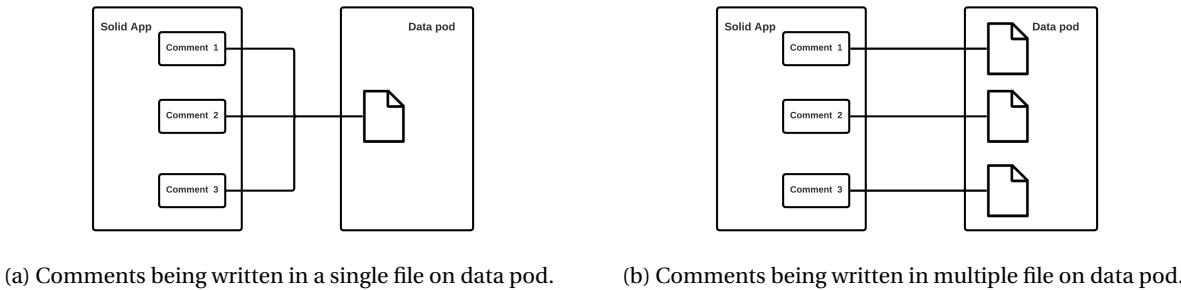 Solid App
Data pod
Comment 1
Comment 2
Comment 3
(a) Comments being written in a single file on data pod.
Solid App
Data pod
Comment 1
Comment 2
Comment 3
(b) Comments being written in multiple file on data pod.